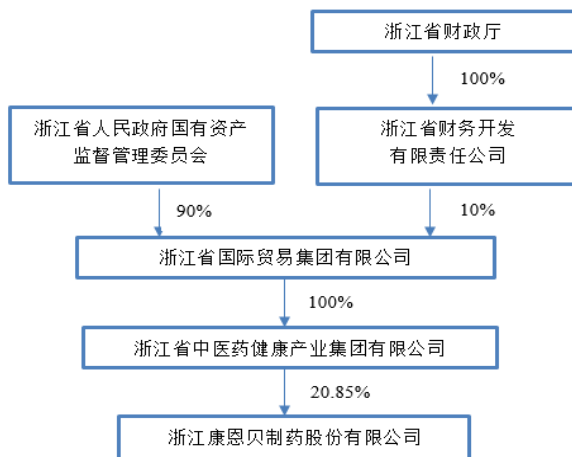 浙江省财政厅
100%
浙江省人民政府国有资产
监督管理委员会
浙江省财务开发
有限责任公司
90%
10%
浙江省国际贸易集团有限公司
100%
浙江省中医药健康产业集团有限公司
20.85%
浙江康恩贝制药股份有限公司